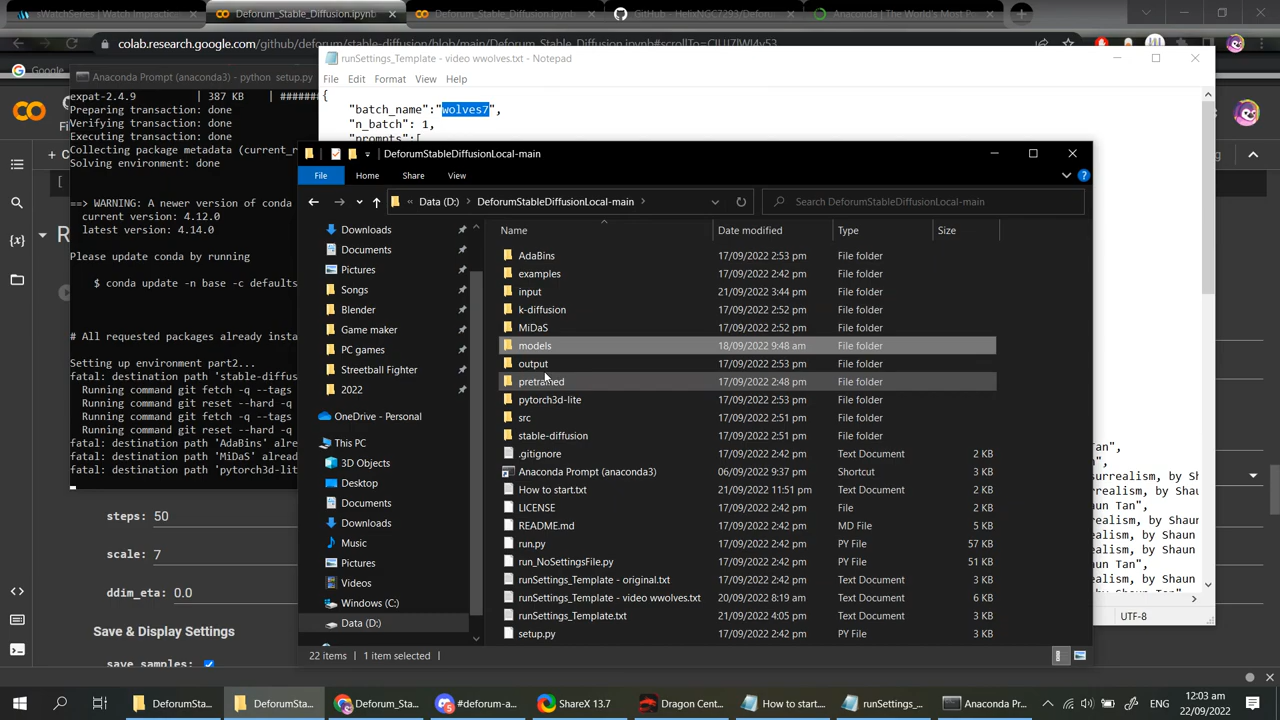 sWatchSeries | Watch Impractic
Deforum_Stable_Diffusion.ipynb
Deforum_Stable_Diffusion.ipynb
GitHub - HelixNGC7293/Deforu
Anaconda | The World's Most P
colab.research.google.com/github/deforum/stable-diffusion/blob/main/Deforum_Stable_Diffusion.ipynb#scrollTo=
Google
runSettings_Template - video wwolves.txt - Notepad
File Edit Format View Help
{
"batch_name":"wolves7",
"n_batch": 1,
"prompts":[
Anaconda Prompt (anaconda3) - python setup.py
expat-2.4.9 | 387 KB | #######
Preparing transaction: done
Verifying transaction: done
Executing transaction: done
Collecting package metadata (current_r
Solving environment: done
==> WARNING: A newer version of conda
current version: 4.12.0
latest version: 4.14.0
Please update conda by running
$ conda update -n base -c defaults
# All requested packages already insta
Setting up environment part2...
fatal: destination path 'stable-diffus
Running command git fetch -q --tags
Running command git reset --hard -q
Running command git fetch -q --tags
Running command git reset --hard -q
fatal: destination path 'AdaBins' alre
fatal: destination path 'MiDaS' alread
fatal: destination path 'pytorch3d-lit
steps: 50
scale: 7
ddim_eta: 0.0
Save & Display Settings
save_samples:
DeforumStableDiffusionLocal-main
File Home Share View
« Data (D:) > DeforumStableDiffusionLocal-main >
Search DeforumStableDiffusionLocal-main
Downloads
Documents
Pictures
Songs
Blender
Game maker
PC games
Streetball Fighter
2022
OneDrive - Personal
This PC
3D Objects
Desktop
Documents
Downloads
Music
Pictures
Videos
Windows (C:)
Data (D:)
Name Date modified Type Size
AdaBins 17/09/2022 2:53 pm File folder
examples 17/09/2022 2:42 pm File folder
input 21/09/2022 3:44 pm File folder
k-diffusion 17/09/2022 2:52 pm File folder
MiDaS 17/09/2022 2:52 pm File folder
models 18/09/2022 9:48 am File folder
output 17/09/2022 2:53 pm File folder
pretrained 17/09/2022 2:48 pm File folder
pytorch3d-lite 17/09/2022 2:53 pm File folder
src 17/09/2022 2:51 pm File folder
stable-diffusion 17/09/2022 2:51 pm File folder
.gitignore 17/09/2022 2:42 pm Text Document 2 KB
Anaconda Prompt (anaconda3) 06/09/2022 9:37 pm Shortcut 3 KB
How to start.txt 21/09/2022 11:51 pm Text Document 2 KB
LICENSE 17/09/2022 2:42 pm File 2 KB
README.md 17/09/2022 2:42 pm MD File 5 KB
run.py 17/09/2022 2:42 pm PY File 57 KB
run_NoSettingsFile.py 17/09/2022 2:42 pm PY File 51 KB
runSettings_Template - original.txt 17/09/2022 2:42 pm Text Document 3 KB
runSettings_Template - video wwolves.txt 20/09/2022 8:19 am Text Document 6 KB
runSettings_Template.txt 21/09/2022 4:05 pm Text Document 3 KB
setup.py 17/09/2022 2:42 pm PY File 3 KB
22 items 1 item selected
an",
n",
surrealism, by Shaun
rrealism, by Shaun
un Tan",
ealism, by Shaun
UTF-8
DeforumSta...
DeforumSta...
Deforum_St...
#deforum-a...
ShareX 13.7
Dragon Cent...
How to start....
runSettings_...
Anaconda Pr...
ENG
12:03 am
22/09/2022